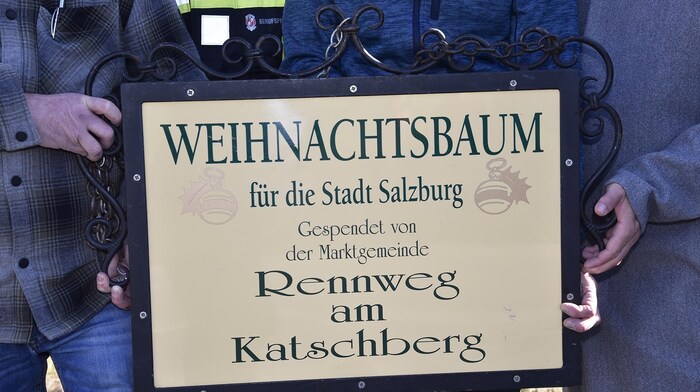 WEIHNACHTSBAUM
für die Stadt Salzburg
Gespendet von
der Marktgemeinde
Rennweg
am
Katschberg